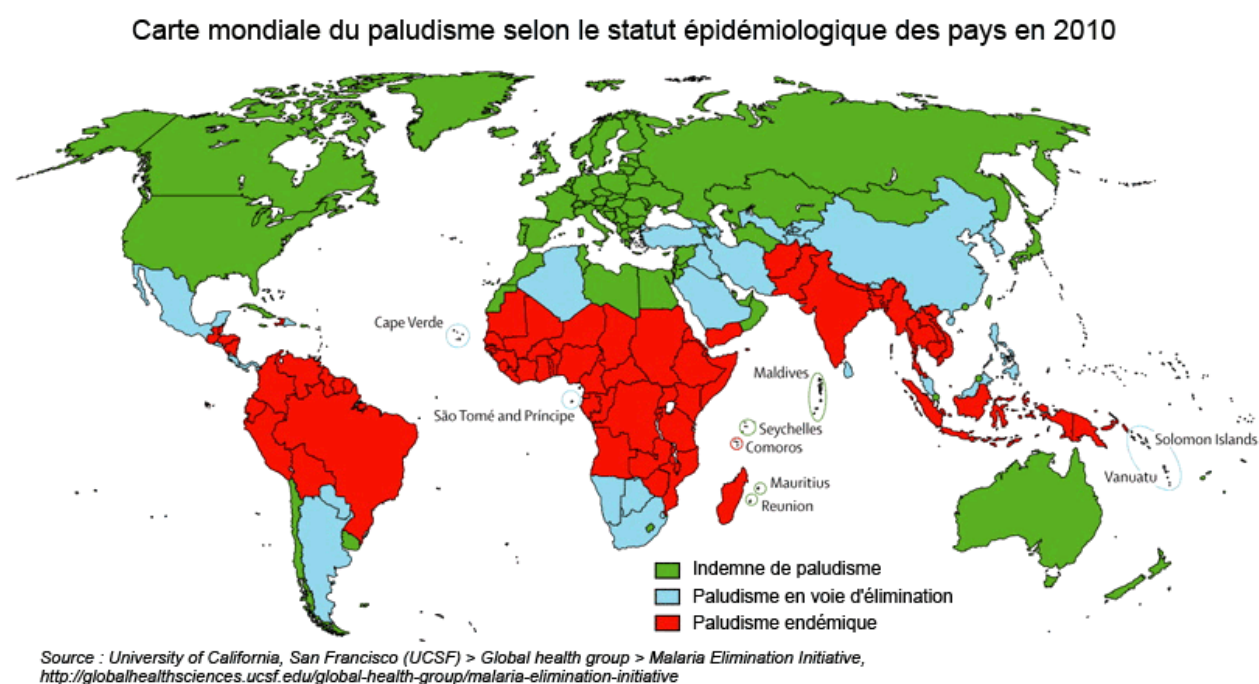 Carte mondiale du paludisme selon le statut épidémiologique des pays en 2010
Cape Verde
Maldives
São Tomé and Príncipe
Seychelles
Comoros
Solomon Islands
Vanuatu
Mauritius
Reunion
Indemne de paludisme
Paludisme en voie d'élimination
Paludisme endémique
Source : University of California, San Francisco (UCSF) > Global health group > Malaria Elimination Initiative,
http://globalhealthsciences.ucsf.edu/global-health-group/malaria-elimination-initiative